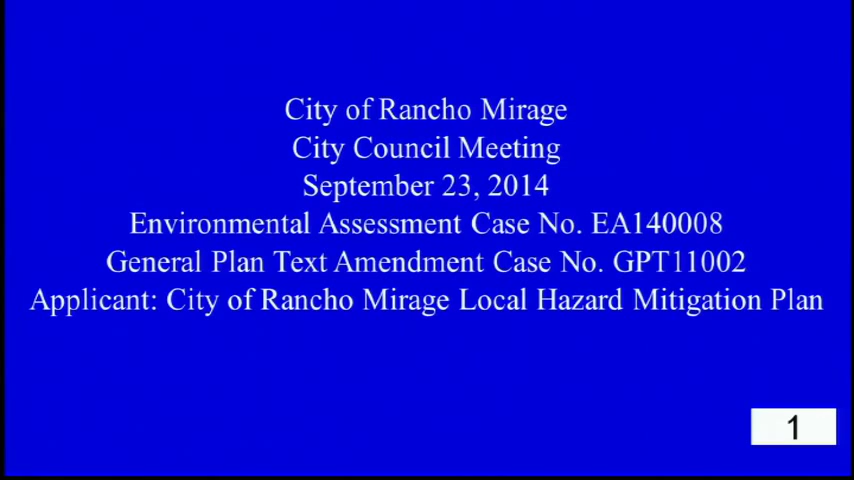 City of Rancho Mirage
City Council Meeting
September 23, 2014
Environmental Assessment Case No. EA140008
General Plan Text Amendment Case No. GPT11002
Applicant: City of Rancho Mirage Local Hazard Mitigation Plan
1